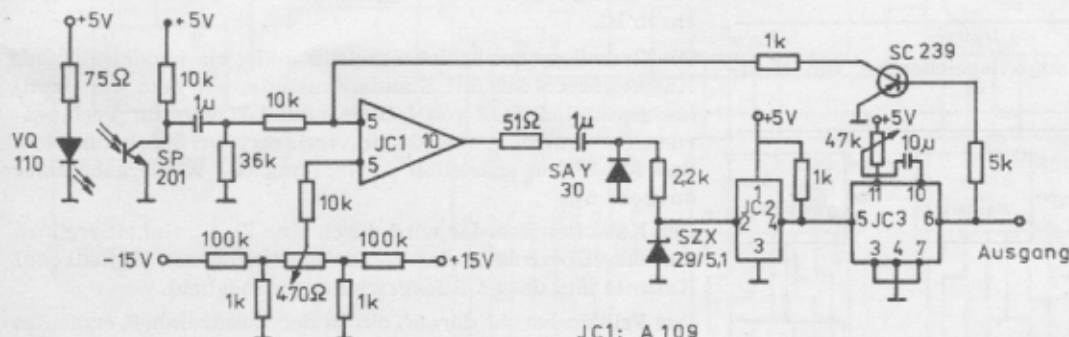 +5V
+5V
75Ω
10k
1µ
10k
VQ
110
SP
201
36k
5
5
JC1
10
10k
-15V
100k
100k
+15V
1k
470Ω
1k
51Ω
1µ
SAY
30
2,2k
SZX
29/5,1
+5V
JC2
2
4
3
1k
1k
SC 239
+5V
47k
10µ
11
10
5
JC3
6
3
4
7
5k
Ausgang
JC1: A 109